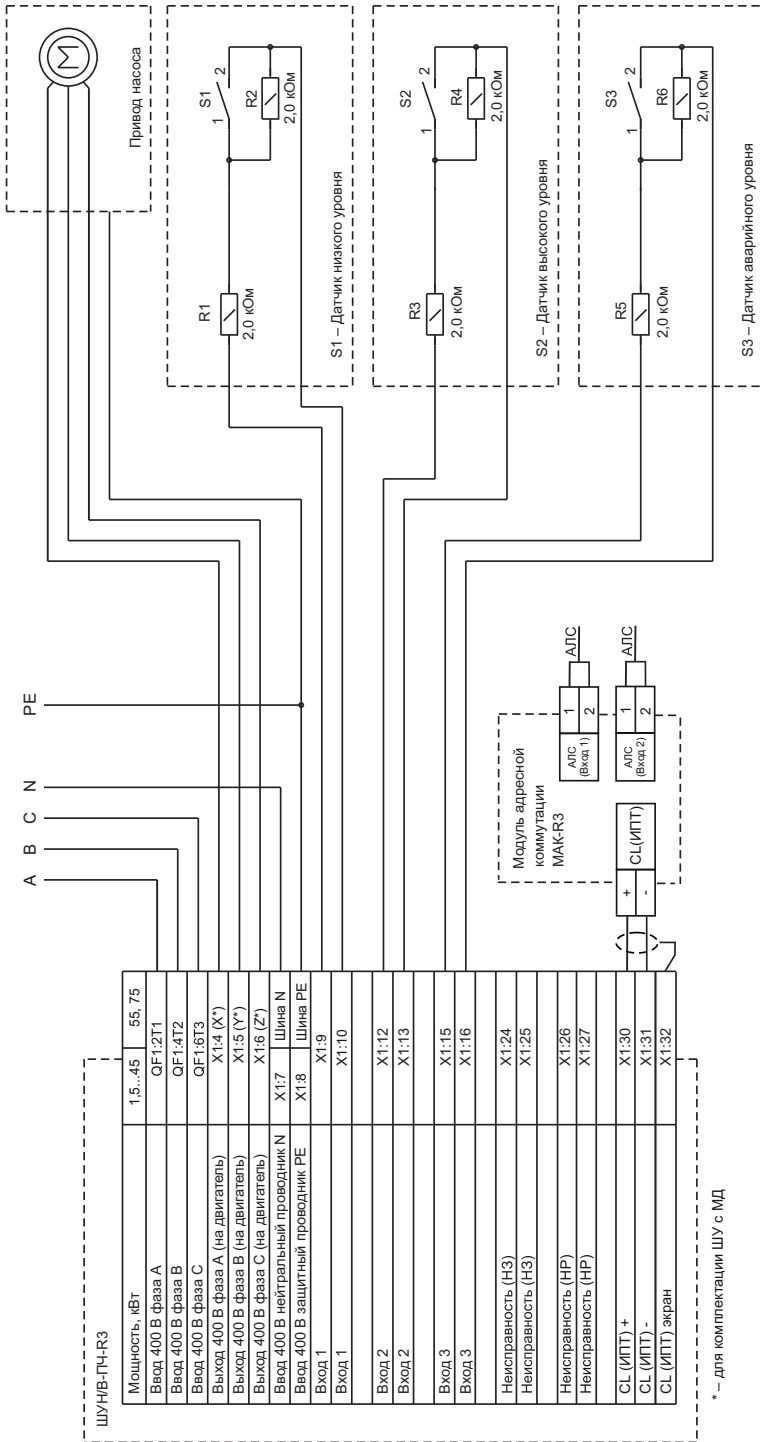 Привод насоса
M
S1
1 2
R2
2,0 кОм
R1
2,0 кОм
S1 – Датчик низкого уровня
S2
1 2
R4
2,0 кОм
R3
2,0 кОм
S2 – Датчик высокого уровня
S3
1 2
R6
2,0 кОм
R5
2,0 кОм
S3 – Датчик аварийного уровня
A
B
C
N
PE
Модуль адресной
коммутации
МАК-R3
АЛС
(Вход 1)
1
2
АЛС
АЛС
(Вход 2)
1
2
АЛС
+
-
CL(ИПТ)
ШУН/В-ПЧ-R3
Мощность, кВт 1,5...45 55, 75
Ввод 400 В фаза А QF1:2T1
Ввод 400 В фаза В QF1:4T2
Ввод 400 В фаза С QF1:6T3
Выход 400 В фаза А (на двигатель) X1:4 (X*)
Выход 400 В фаза В (на двигатель) X1:5 (Y*)
Выход 400 В фаза С (на двигатель) X1:6 (Z*)
Ввод 400 В нейтральный проводник N X1:7 Шина N
Ввод 400 В защитный проводник PE X1:8 Шина PE
Вход 1 X1:9
Вход 1 X1:10
Вход 2 X1:12
Вход 2 X1:13
Вход 3 X1:15
Вход 3 X1:16
Неисправность (НЗ) X1:24
Неисправность (НЗ) X1:25
Неисправность (НР) X1:26
Неисправность (НР) X1:27
CL (ИПТ) + X1:30
CL (ИПТ) - X1:31
CL (ИПТ) экран X1:32
* – для комплектации ШУ с МД